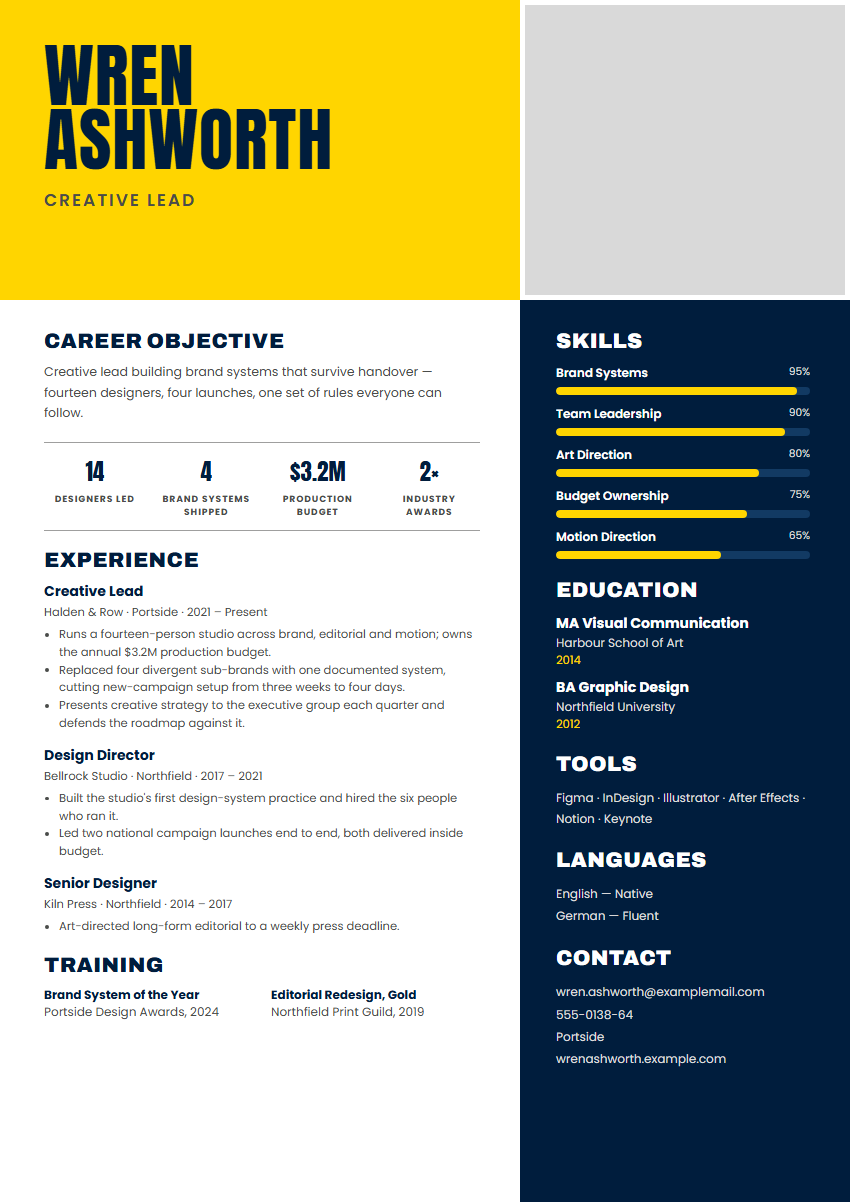 WREN
ASHWORTH
CREATIVE LEAD
CAREER OBJECTIVE
Creative lead building brand systems that survive handover —
fourteen designers, four launches, one set of rules everyone can
follow.
14
DESIGNERS LED
4
BRAND SYSTEMS
SHIPPED
$3.2M
PRODUCTION
BUDGET
2×
INDUSTRY
AWARDS
EXPERIENCE
Creative Lead
Halden & Row · Portside · 2021 – Present
• Runs a fourteen-person studio across brand, editorial and motion; owns
the annual $3.2M production budget.
• Replaced four divergent sub-brands with one documented system,
cutting new-campaign setup from three weeks to four days.
• Presents creative strategy to the executive group each quarter and
defends the roadmap against it.
Design Director
Bellrock Studio · Northfield · 2017 – 2021
• Built the studio's first design-system practice and hired the six people
who ran it.
• Led two national campaign launches end to end, both delivered inside
budget.
Senior Designer
Kiln Press · Northfield · 2014 – 2017
• Art-directed long-form editorial to a weekly press deadline.
TRAINING
Brand System of the Year
Portside Design Awards, 2024
Editorial Redesign, Gold
Northfield Print Guild, 2019
SKILLS
Brand Systems 95%
Team Leadership 90%
Art Direction 80%
Budget Ownership 75%
Motion Direction 65%
EDUCATION
MA Visual Communication
Harbour School of Art
2014
BA Graphic Design
Northfield University
2012
TOOLS
Figma · InDesign · Illustrator · After Effects ·
Notion · Keynote
LANGUAGES
English — Native
German — Fluent
CONTACT
wren.ashworth@examplemail.com
555-0138-64
Portside
wrenashworth.example.com